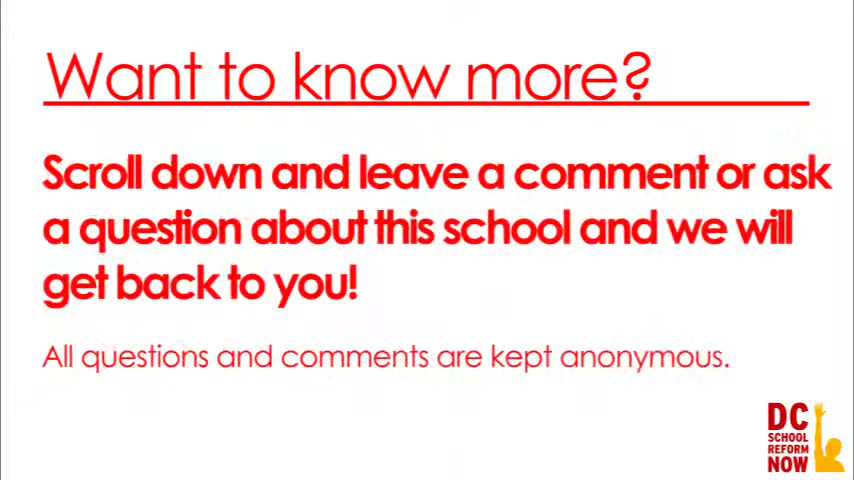 Want to know more?
Scroll down and leave a comment or ask
a question about this school and we will
get back to you!
All questions and comments are kept anonymous.
DC
SCHOOL
REFORM
NOW